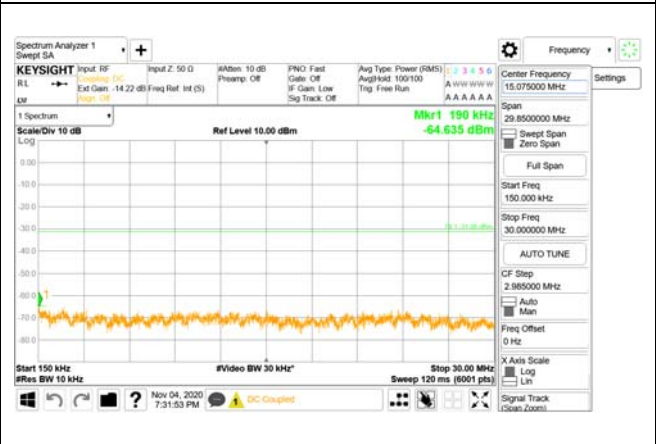 Spectrum Analyzer 1
Swept SA
Frequency
KEYSIGHT
RL
Input: RF
Coupling: DC
Ext Gain: -14.22 dB
Align: Off
Input Z: 50 Ω
Freq Ref: Int (S)
#Atten: 10 dB
Preamp: Off
PNO: Fast
Gate: Off
IF Gain: Low
Sig Track: Off
Avg Type: Power (RMS)
Avg|Hold: 100/100
Trig: Free Run
1 2 3 4 5 6
A W W W W W
A A A A A A
1 Spectrum
Scale/Div 10 dB
Log
Ref Level 10.00 dBm
Mkr1 190 kHz
-64.635 dBm
0.00
-10.0
-20.0
-30.0
-40.0
-50.0
-60.0
-70.0
-80.0
1
Start 150 kHz
#Res BW 10 kHz
#Video BW 30 kHz*
Stop 30.00 MHz
Sweep 120 ms (6001 pts)
Nov 04, 2020
7:31:53 PM
1
DC Coupled
Center Frequency
15.075000 MHz
Settings
Span
29.8500000 MHz
Swept Span
Zero Span
Full Span
Start Freq
150.000 kHz
Stop Freq
30.000000 MHz
AUTO TUNE
CF Step
2.985000 MHz
Auto
Man
Freq Offset
0 Hz
X Axis Scale
Log
Lin
Signal Track
(Span Zoom)